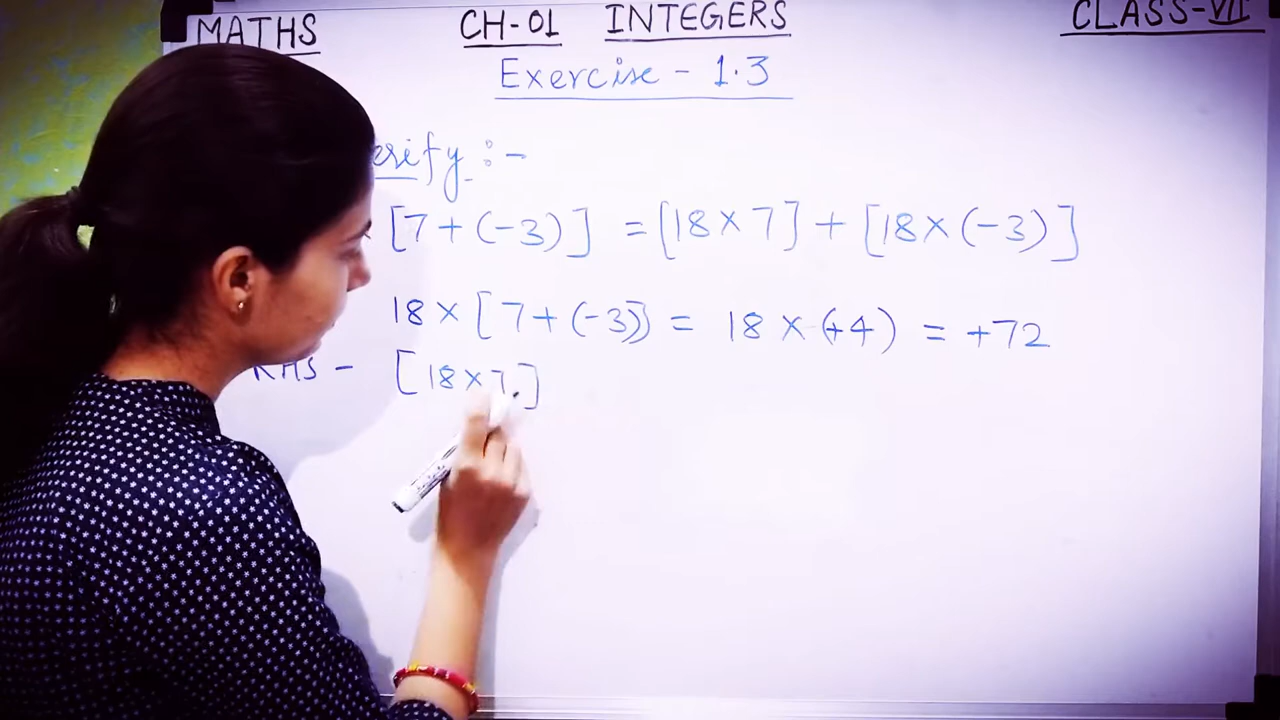 MATHS CH-01 INTEGERS CLASS-VII
Exercise - 1.3
erify :-
[7+(-3)] = [18×7] + [18×(-3)]
18×[7+(-3)] = 18×(+4) = +72
RHS - [18×7]